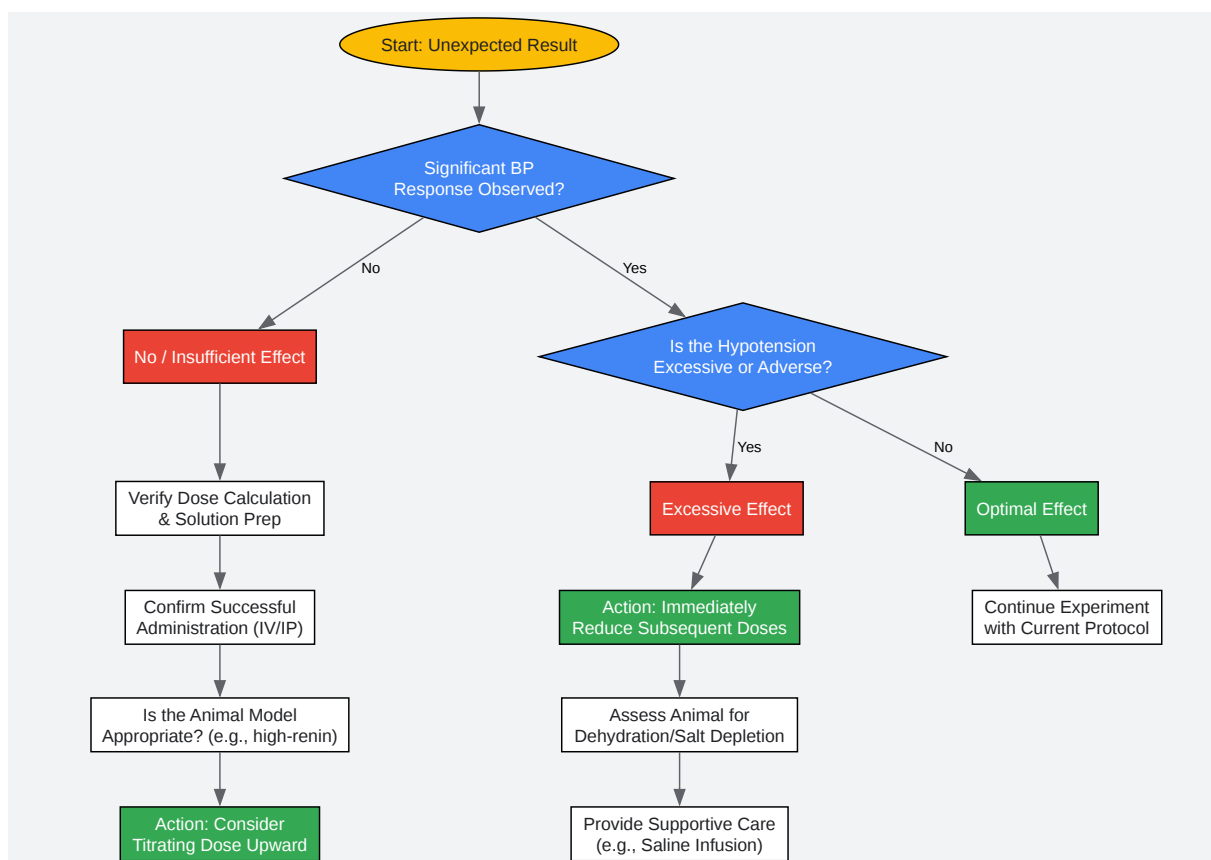 Start: Unexpected Result
Significant BP
Response Observed?
No
Yes
No / Insufficient Effect
Is the Hypotension
Excessive or Adverse?
Yes
No
Verify Dose Calculation
& Solution Prep
Excessive Effect
Optimal Effect
Confirm Successful
Administration (IV/IP)
Action: Immediately
Reduce Subsequent Doses
Continue Experiment
with Current Protocol
Is the Animal Model
Appropriate? (e.g., high-renin)
Assess Animal for
Dehydration/Salt Depletion
Action: Consider
Titrating Dose Upward
Provide Supportive Care
(e.g., Saline Infusion)